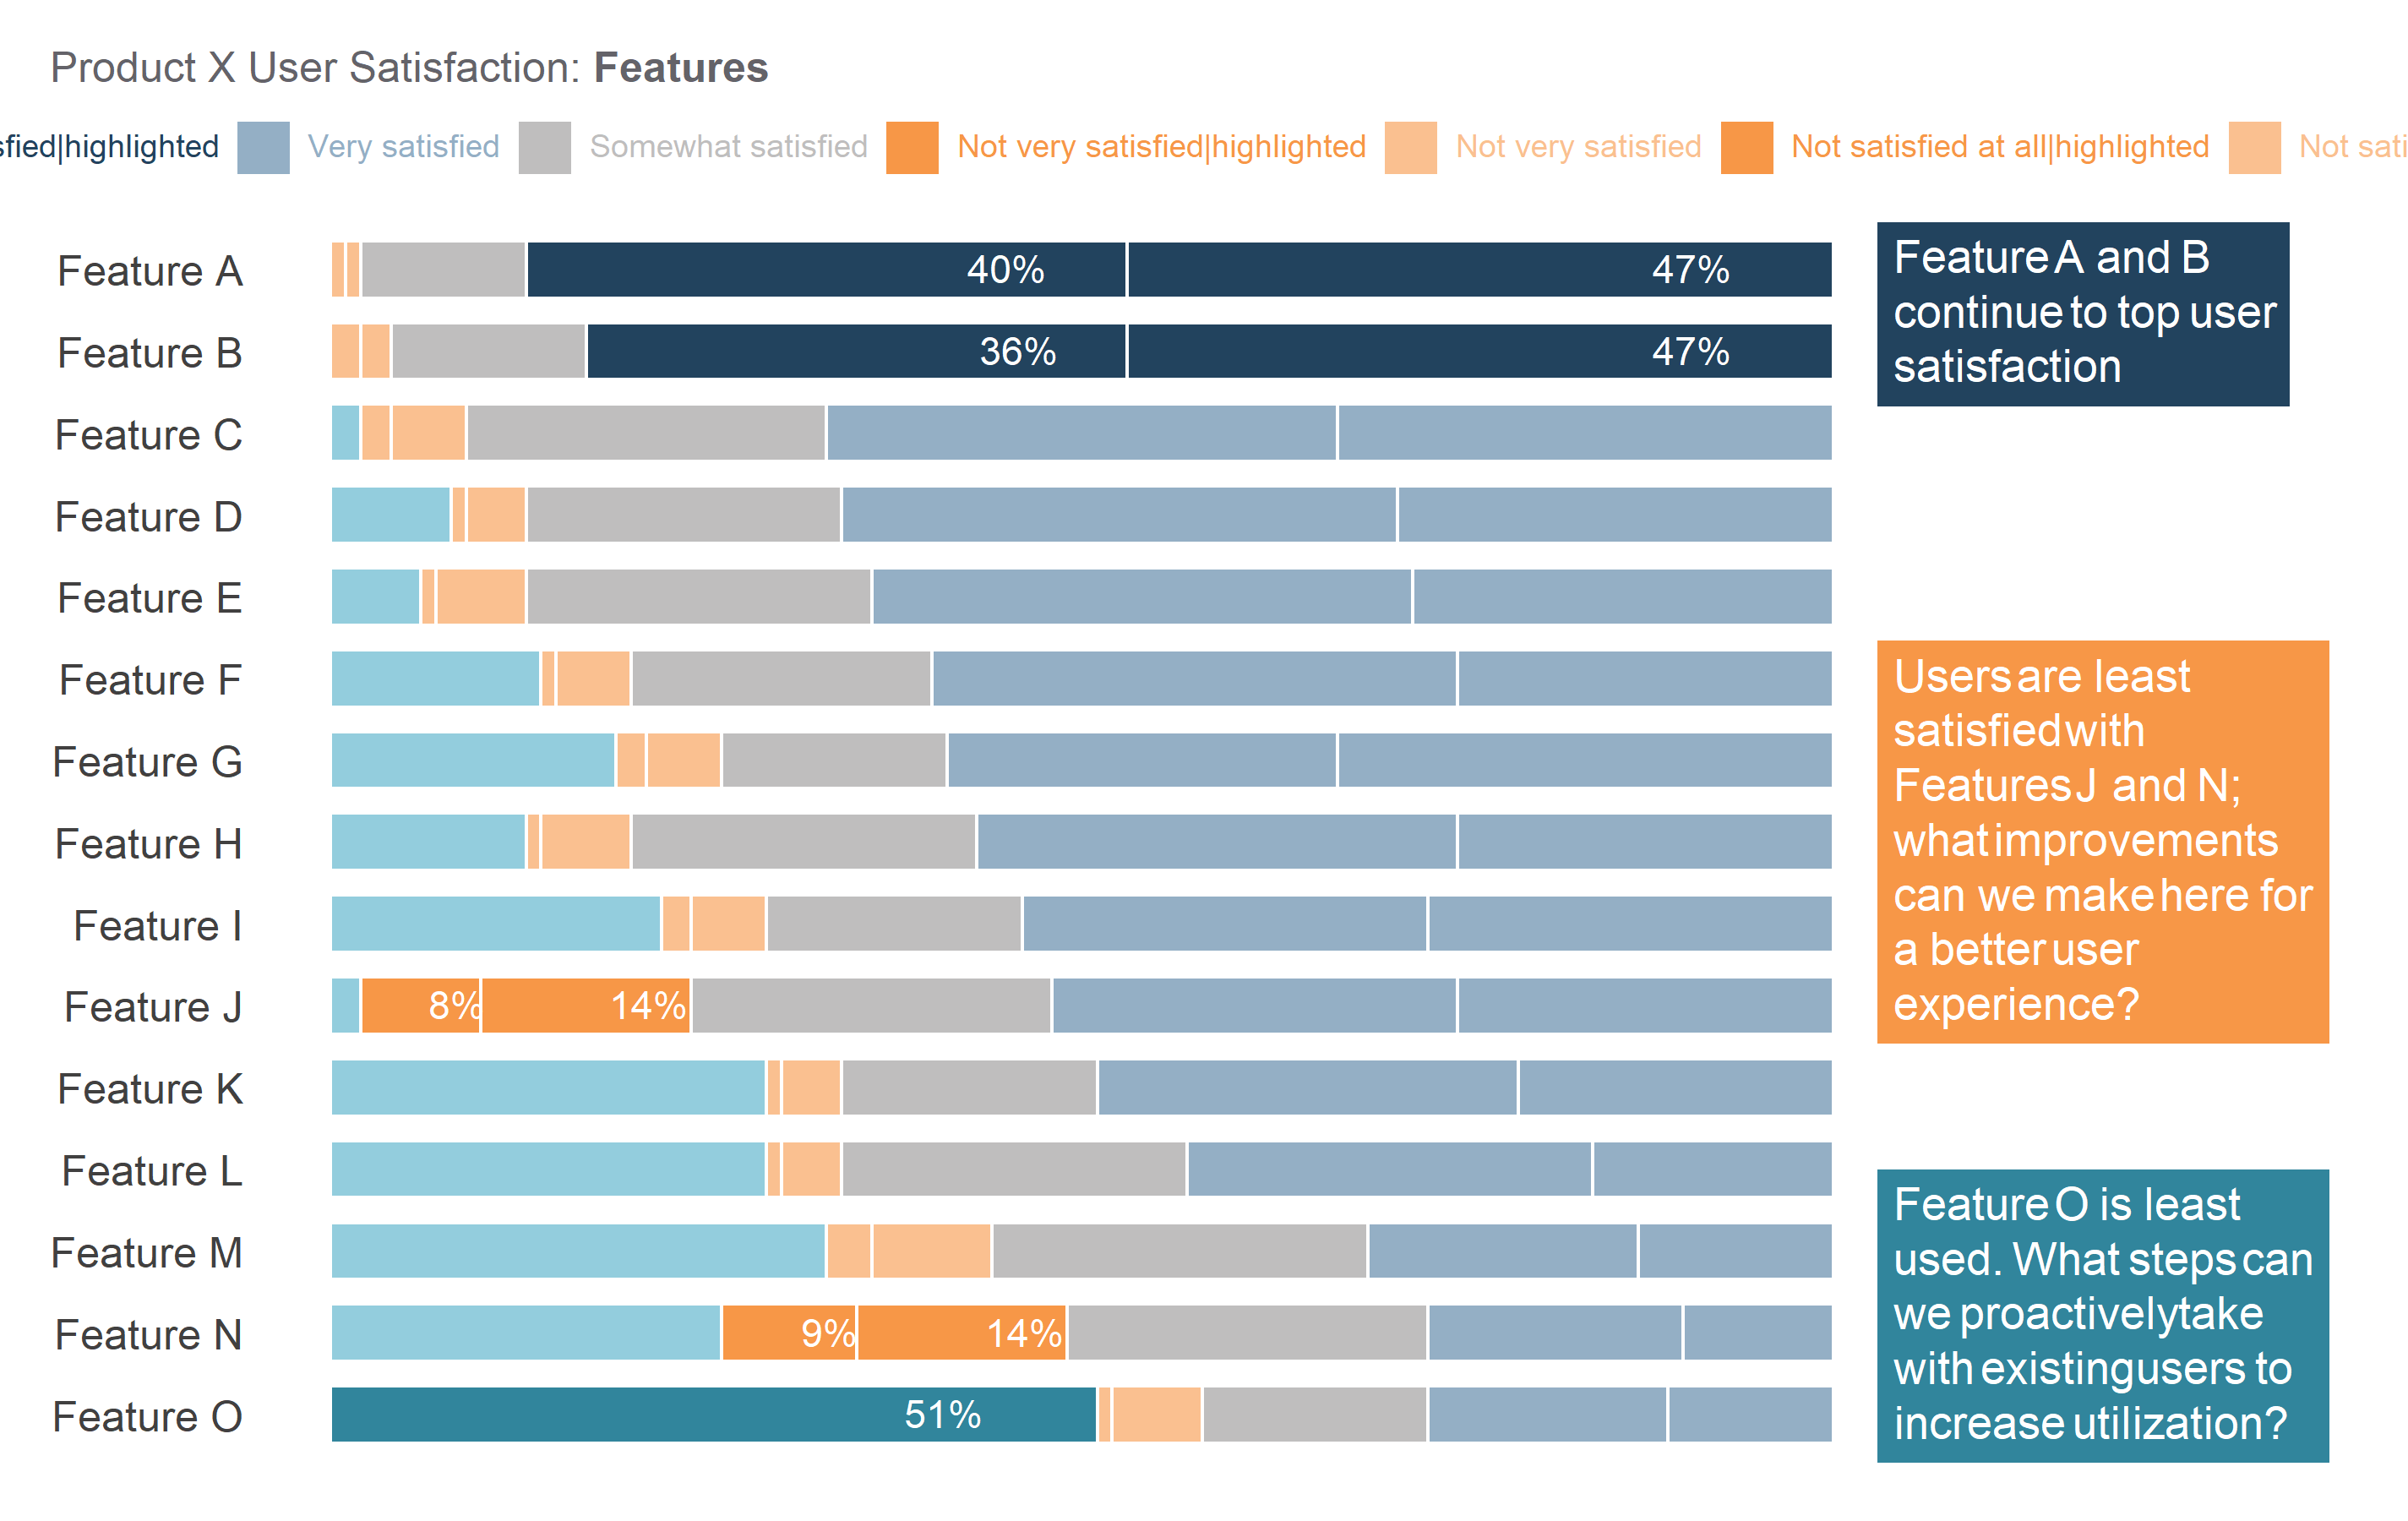 Product X User Satisfaction: Features
sfied|highlighted Very satisfied Somewhat satisfied Not very satisfied|highlighted Not very satisfied Not satisfied at all|highlighted Not sati
Feature A 40% 47%
Feature B 36% 47%
Feature C
Feature D
Feature E
Feature F
Feature G
Feature H
Feature I
Feature J 8% 14%
Feature K
Feature L
Feature M
Feature N 9% 14%
Feature O 51%
Feature A and B
continue to top user
satisfaction
Users are least
satisfied with
Features J and N;
what improvements
can we make here for
a better user
experience?
Feature O is least
used. What steps can
we proactively take
with existing users to
increase utilization?